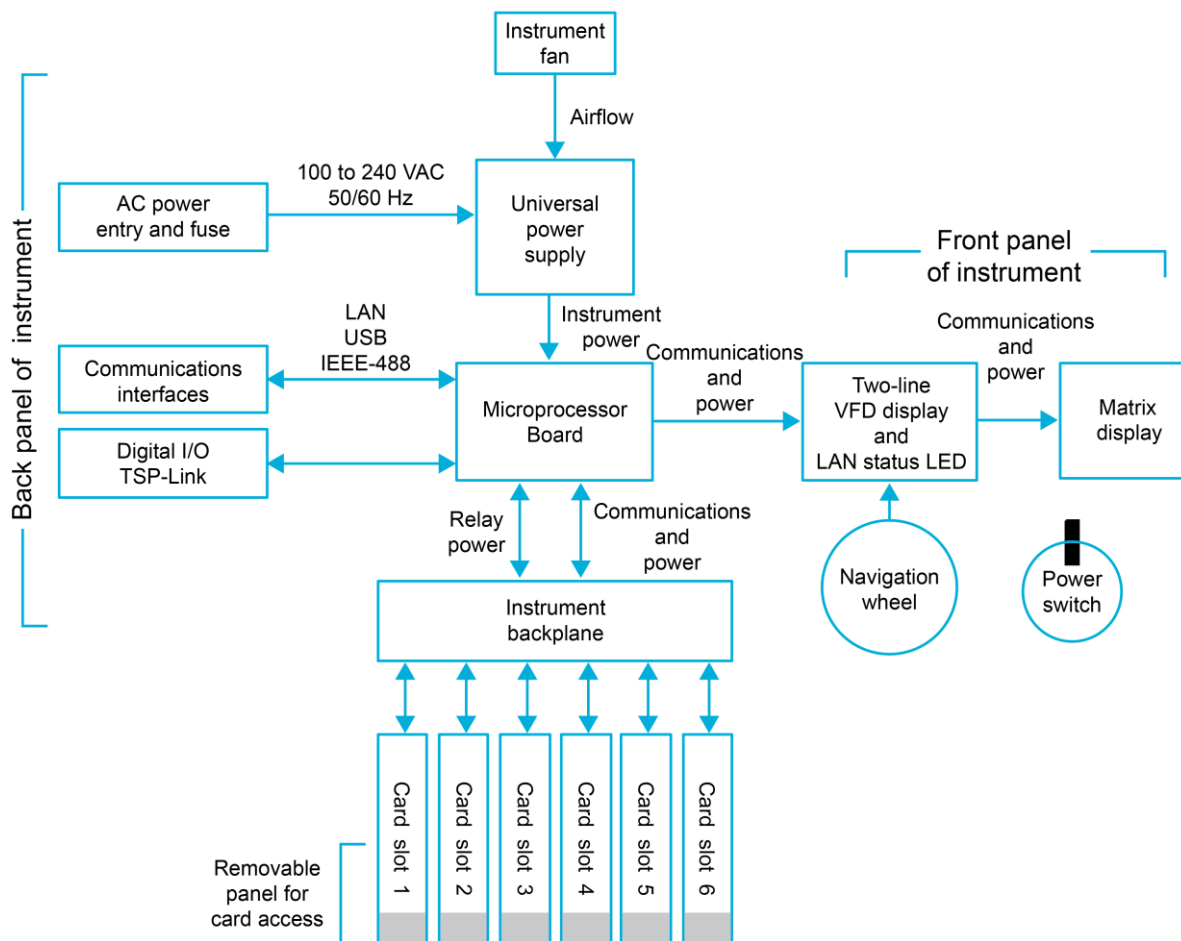 Instrument
fan
Airflow
Back panel of instrument
100 to 240 VAC
50/60 Hz
AC power
entry and fuse
Universal
power
supply
Front panel
of instrument
Instrument
power
LAN
USB
IEEE-488
Communications
interfaces
Microprocessor
Board
Communications
and
power
Two-line
VFD display
and
LAN status LED
Communications
and
power
Matrix
display
Digital I/O
TSP-Link
Relay
power
Communications
and
power
Navigation
wheel
Power
switch
Instrument
backplane
Card slot 1
Card slot 2
Card slot 3
Card slot 4
Card slot 5
Card slot 6
Removable
panel for
card access